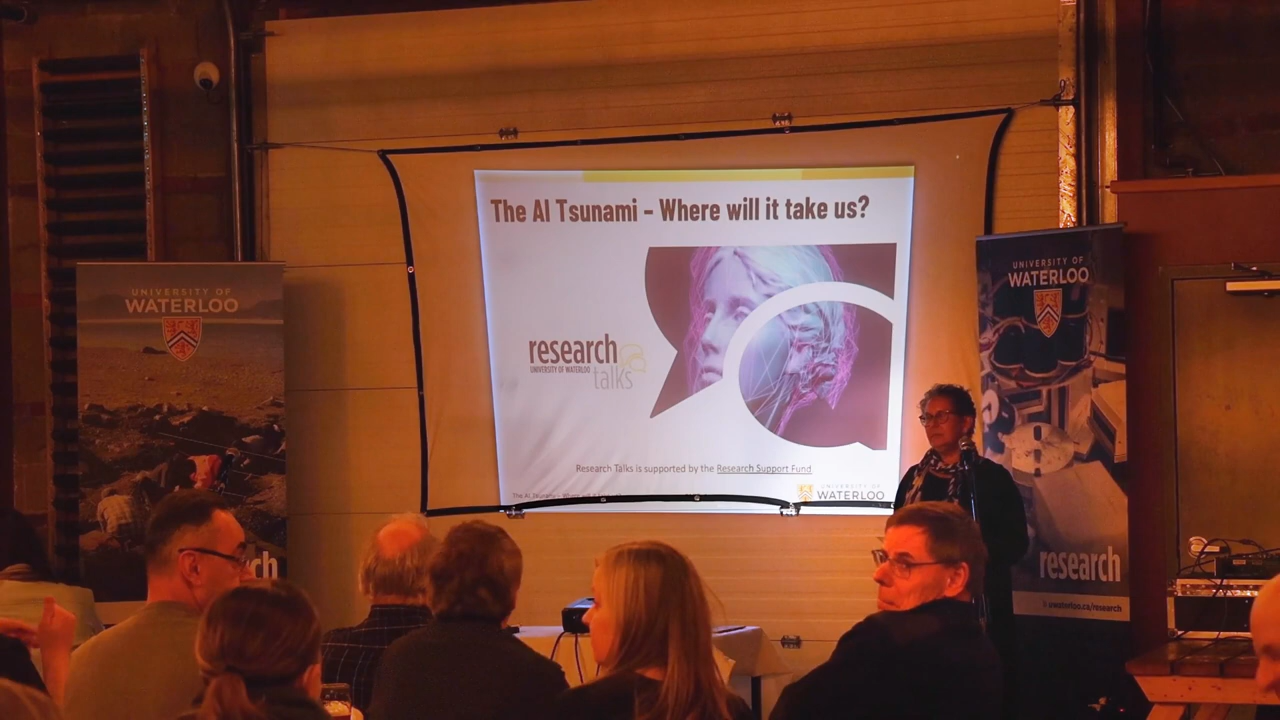 The AI Tsunami – Where will it take us?
research
UNIVERSITY OF WATERLOO
talks
Research Talks is supported by the Research Support Fund
UNIVERSITY OF
WATERLOO
UNIVERSITY OF
WATERLOO
UNIVERSITY OF
WATERLOO
research
uwaterloo.ca/research